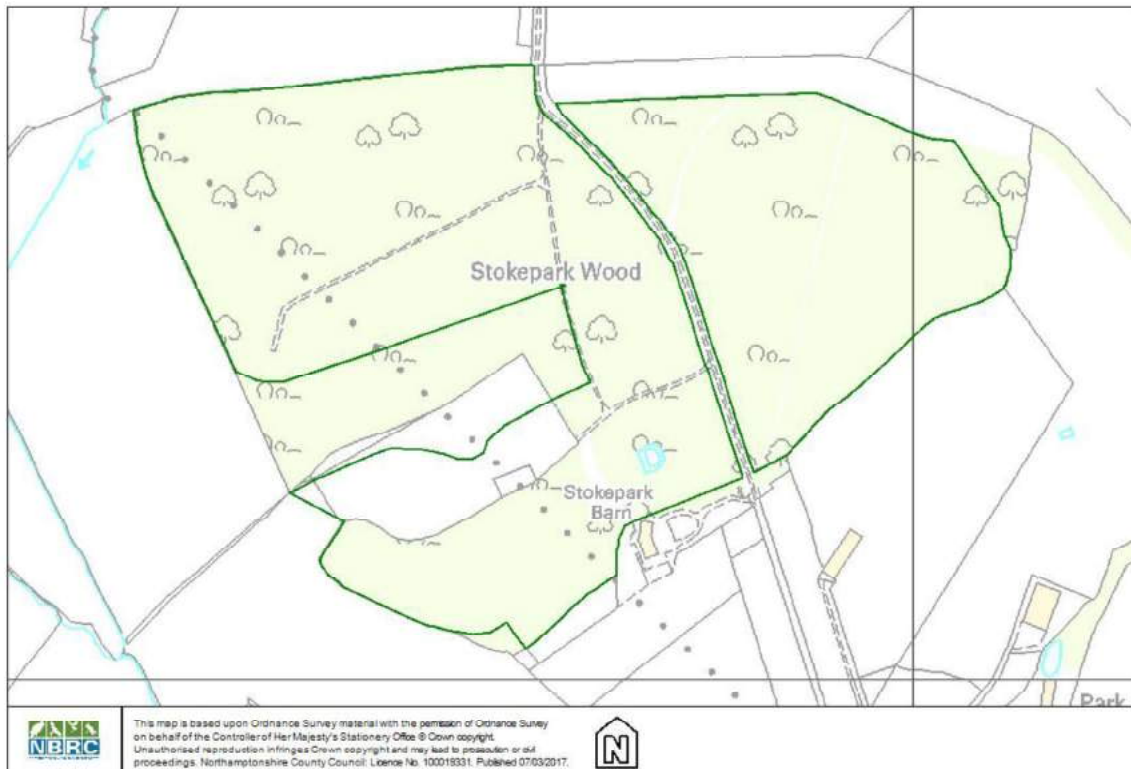 Stokepark Wood
Stokepark
Barn
Park
NBRC
This map is based upon Ordnance Survey material with the permission of Ordnance Survey
on behalf of the Controller of Her Majesty's Stationery Office © Crown copyright.
Unauthorised reproduction infringes Crown copyright and may lead to prosecution or civil
proceedings. Northamptonshire County Council: Licence No. 100019331. Published 07/03/2017.
N